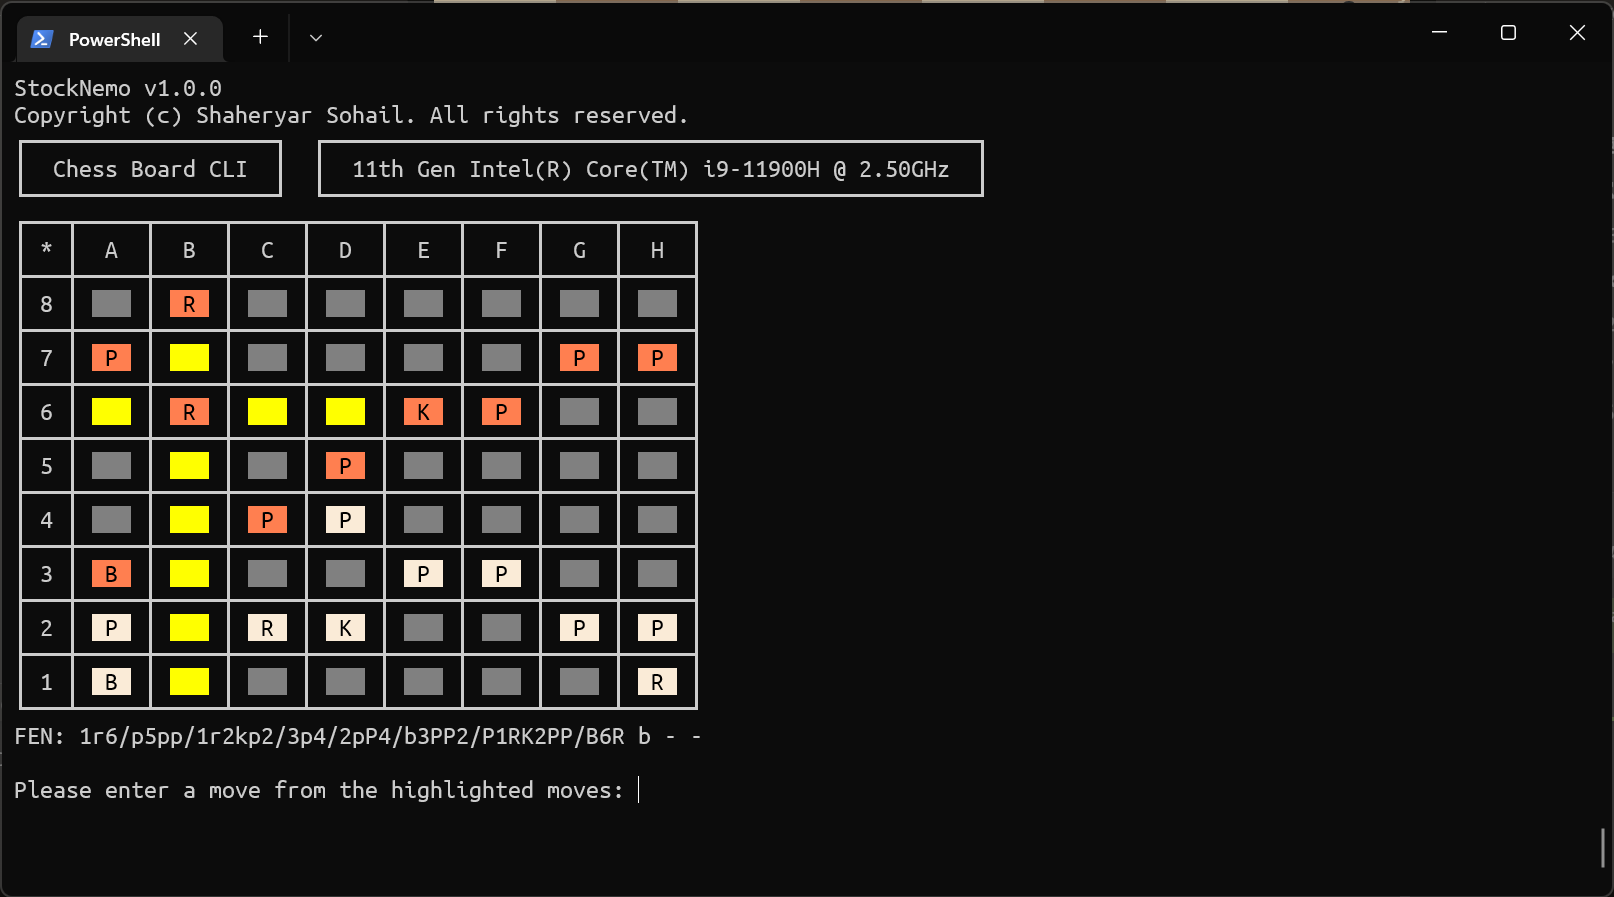 PowerShell
StockNemo v1.0.0
Copyright (c) Shaheryar Sohail. All rights reserved.
Chess Board CLI 11th Gen Intel(R) Core(TM) i9-11900H @ 2.50GHz
* A B C D E F G H
8 R
7 P P P
6 R K P
5 P
4 P P
3 B P P
2 P R K P P
1 B R
FEN: 1r6/p5pp/1r2kp2/3p4/2pP4/b3PP2/P1RK2PP/B6R b - -
Please enter a move from the highlighted moves: